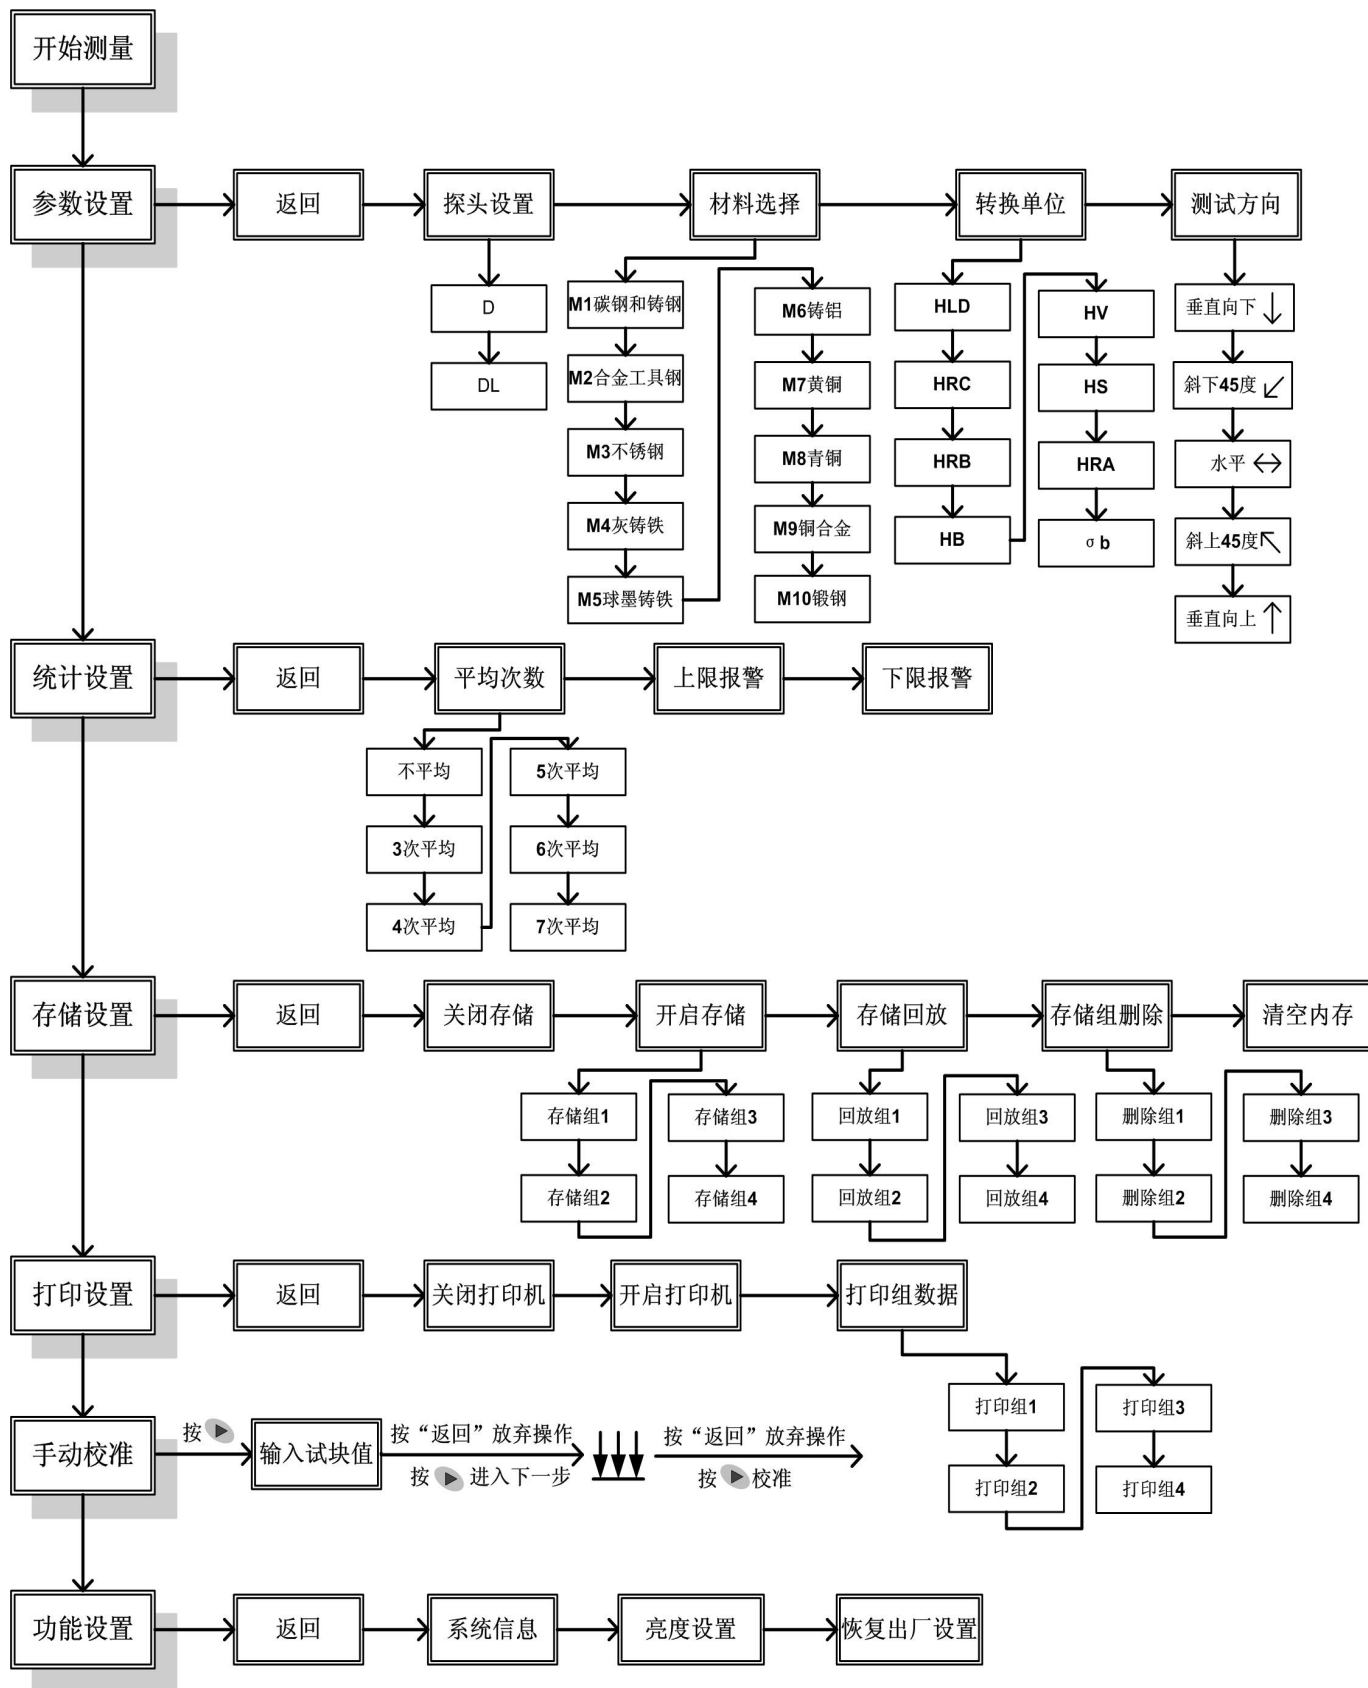 开始测量
参数设置
返回
探头设置
材料选择
转换单位
测试方向
D
DL
M1碳钢和铸钢
M2合金工具钢
M3不锈钢
M4灰铸铁
M5球墨铸铁
M6铸铝
M7黄铜
M8青铜
M9铜合金
M10锻钢
HLD
HRC
HRB
HB
HV
HS
HRA
σb
垂直向下↓
斜下45度↙
水平↔
斜上45度↖
垂直向上↑
统计设置
返回
平均次数
上限报警
下限报警
不平均
3次平均
4次平均
5次平均
6次平均
7次平均
存储设置
返回
关闭存储
开启存储
存储回放
存储组删除
清空内存
存储组1
存储组2
存储组3
存储组4
回放组1
回放组2
回放组3
回放组4
删除组1
删除组2
删除组3
删除组4
打印设置
返回
关闭打印机
开启打印机
打印组数据
打印组1
打印组2
打印组3
打印组4
手动校准
按
输入试块值
按“返回”放弃操作
按 进入下一步
按“返回”放弃操作
按 校准
功能设置
返回
系统信息
亮度设置
恢复出厂设置